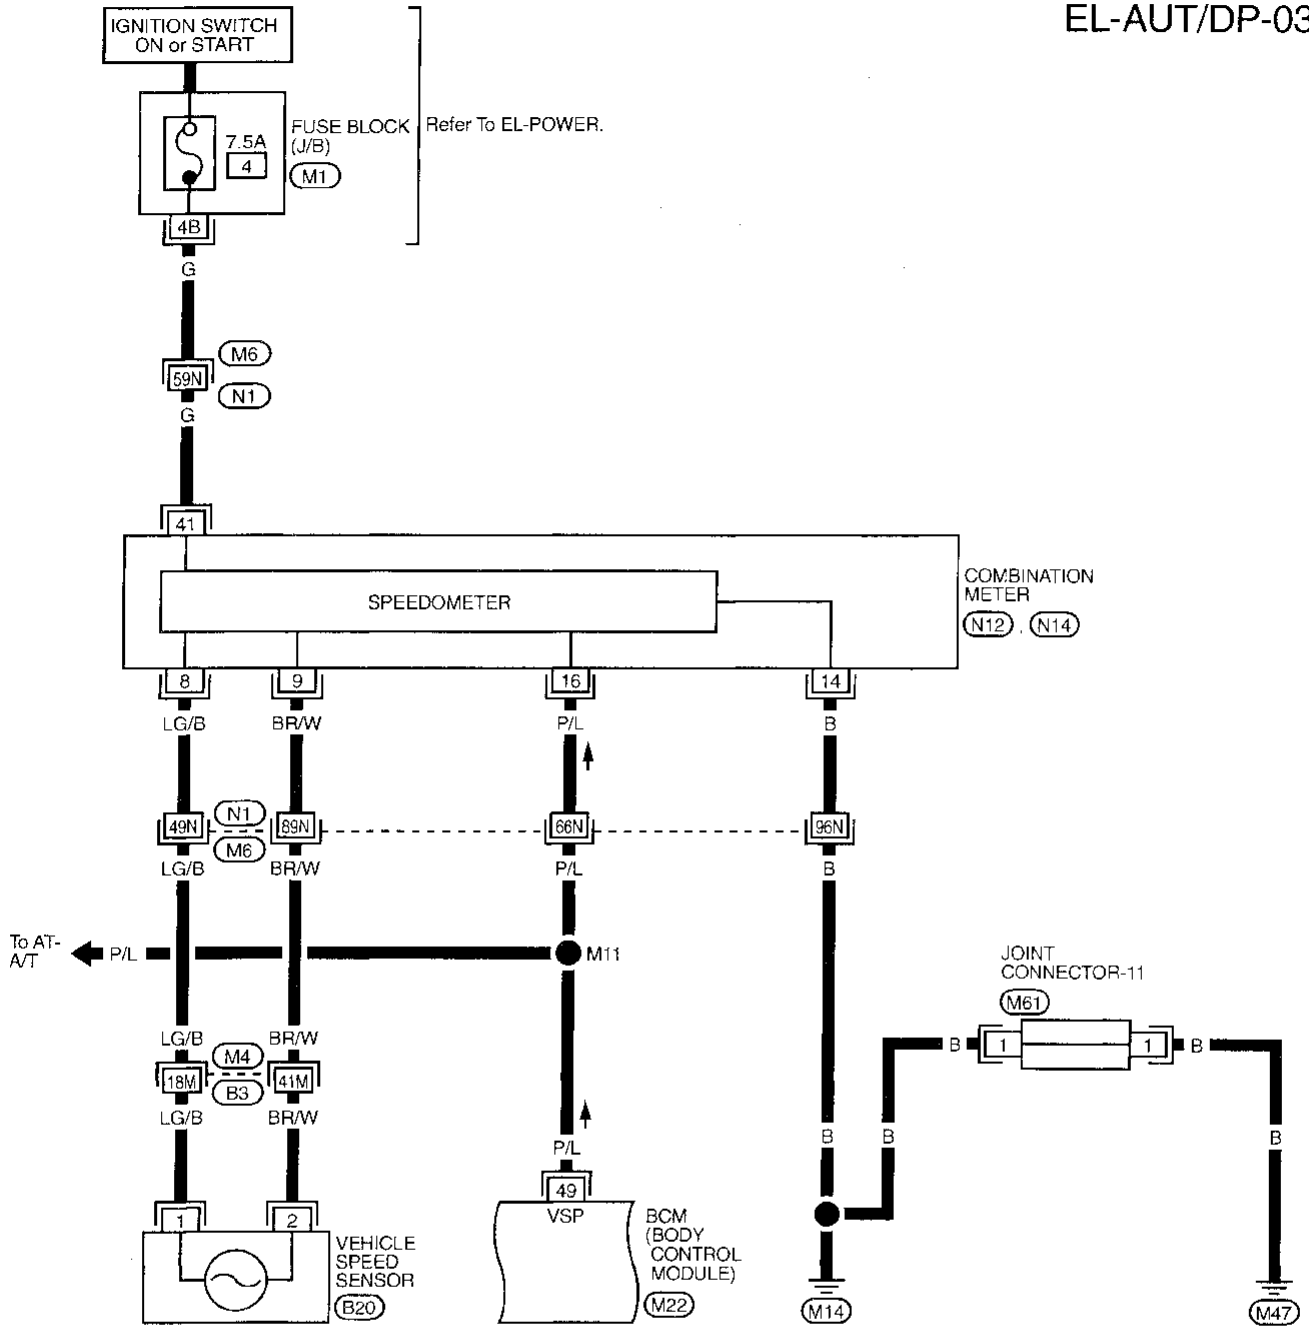 EL-AUT/DP-03
IGNITION SWITCH
ON or START
7.5A
4
FUSE BLOCK
(J/B)
M1
Refer To EL-POWER.
4B
G
M6
59N
N1
G
41
SPEEDOMETER
COMBINATION
METER
N12 , N14
8 9 16 14
LG/B BR/W P/L B
N1
49N 89N 66N 96N
M6
LG/B BR/W P/L B
To AT-
A/T
P/L
M11
JOINT
CONNECTOR-11
M61
B 1 1 B
LG/B BR/W
M4
18M 41M
B3
LG/B BR/W
P/L
B B B
49
VSP
1 2
VEHICLE
SPEED
SENSOR
B20
BCM
(BODY
CONTROL
MODULE)
M22
M14
M47